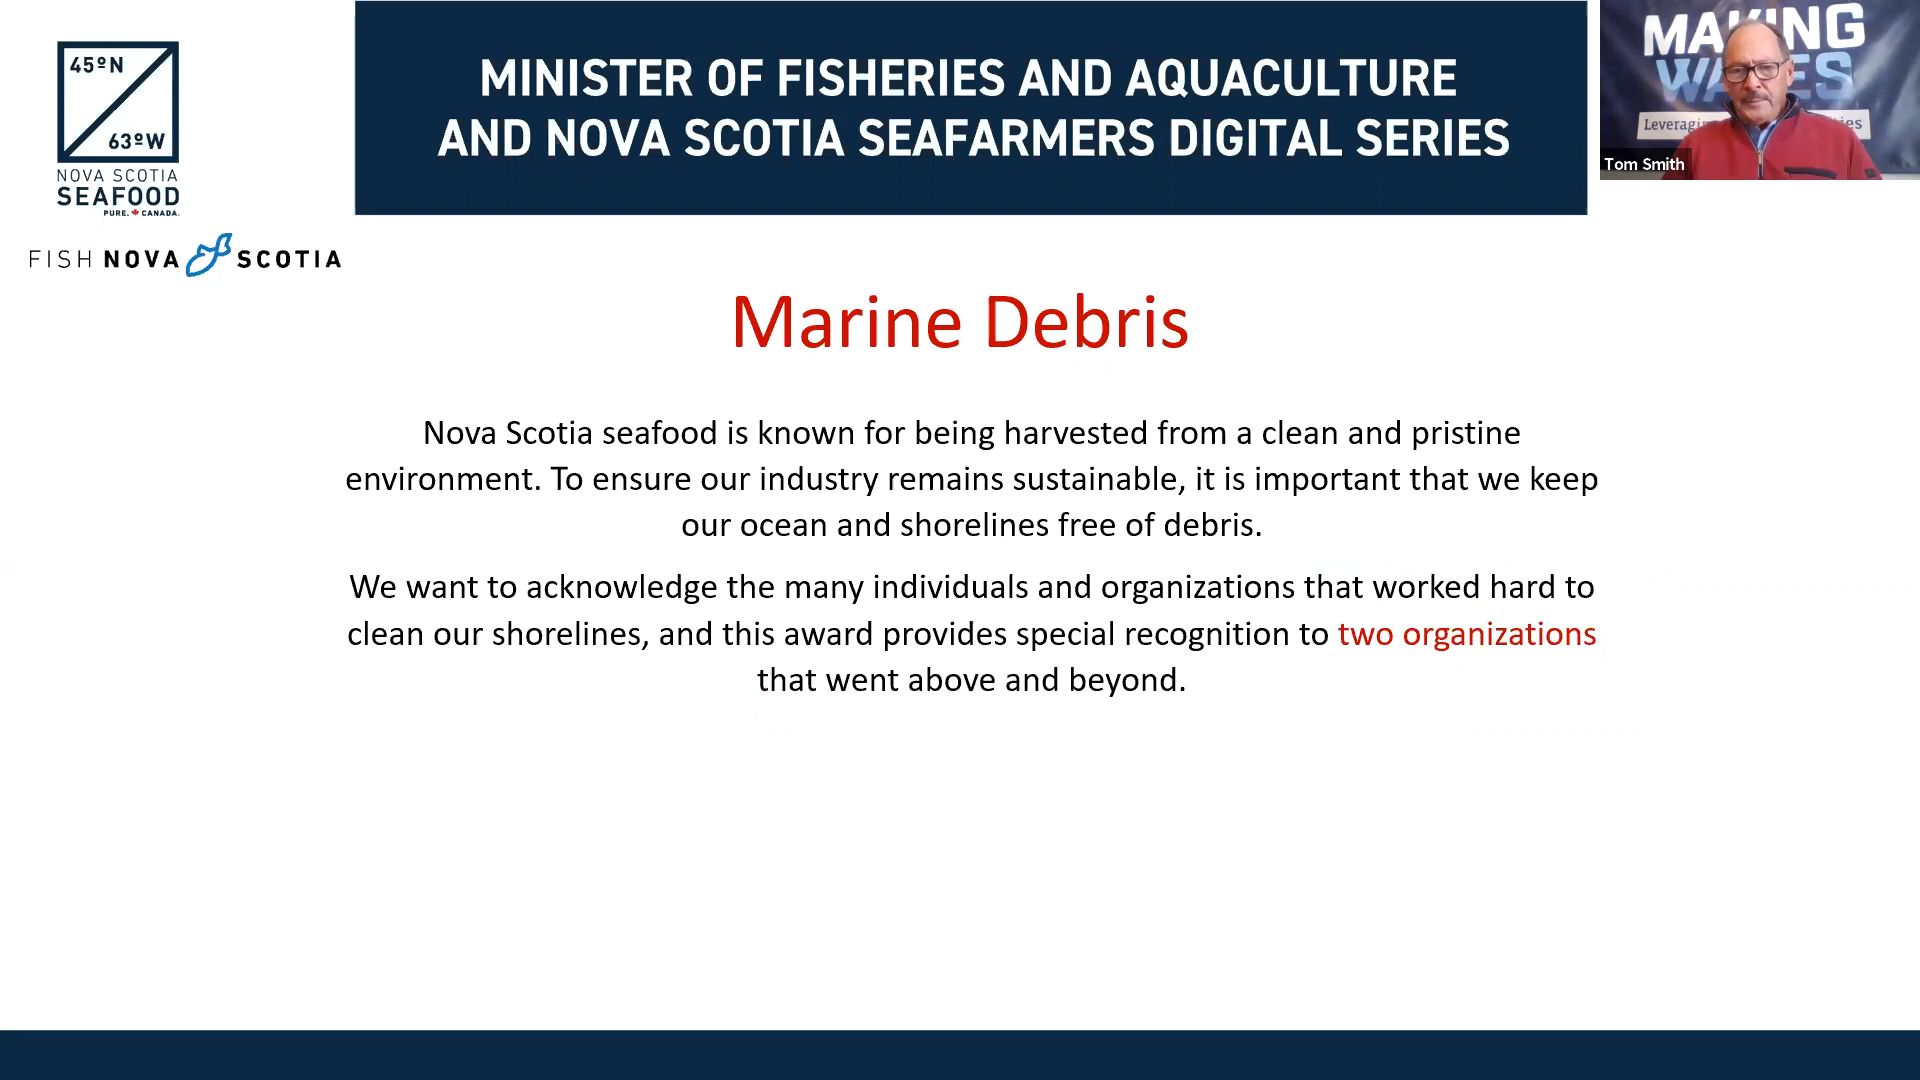 45ºN
63ºW
NOVA SCOTIA
SEAFOOD
PURE. CANADA.
FISH NOVA SCOTIA
MINISTER OF FISHERIES AND AQUACULTURE
AND NOVA SCOTIA SEAFARMERS DIGITAL SERIES
MAKING
WAVES
Tom Smith
Marine Debris
Nova Scotia seafood is known for being harvested from a clean and pristine
environment. To ensure our industry remains sustainable, it is important that we keep
our ocean and shorelines free of debris.
We want to acknowledge the many individuals and organizations that worked hard to
clean our shorelines, and this award provides special recognition to two organizations
that went above and beyond.